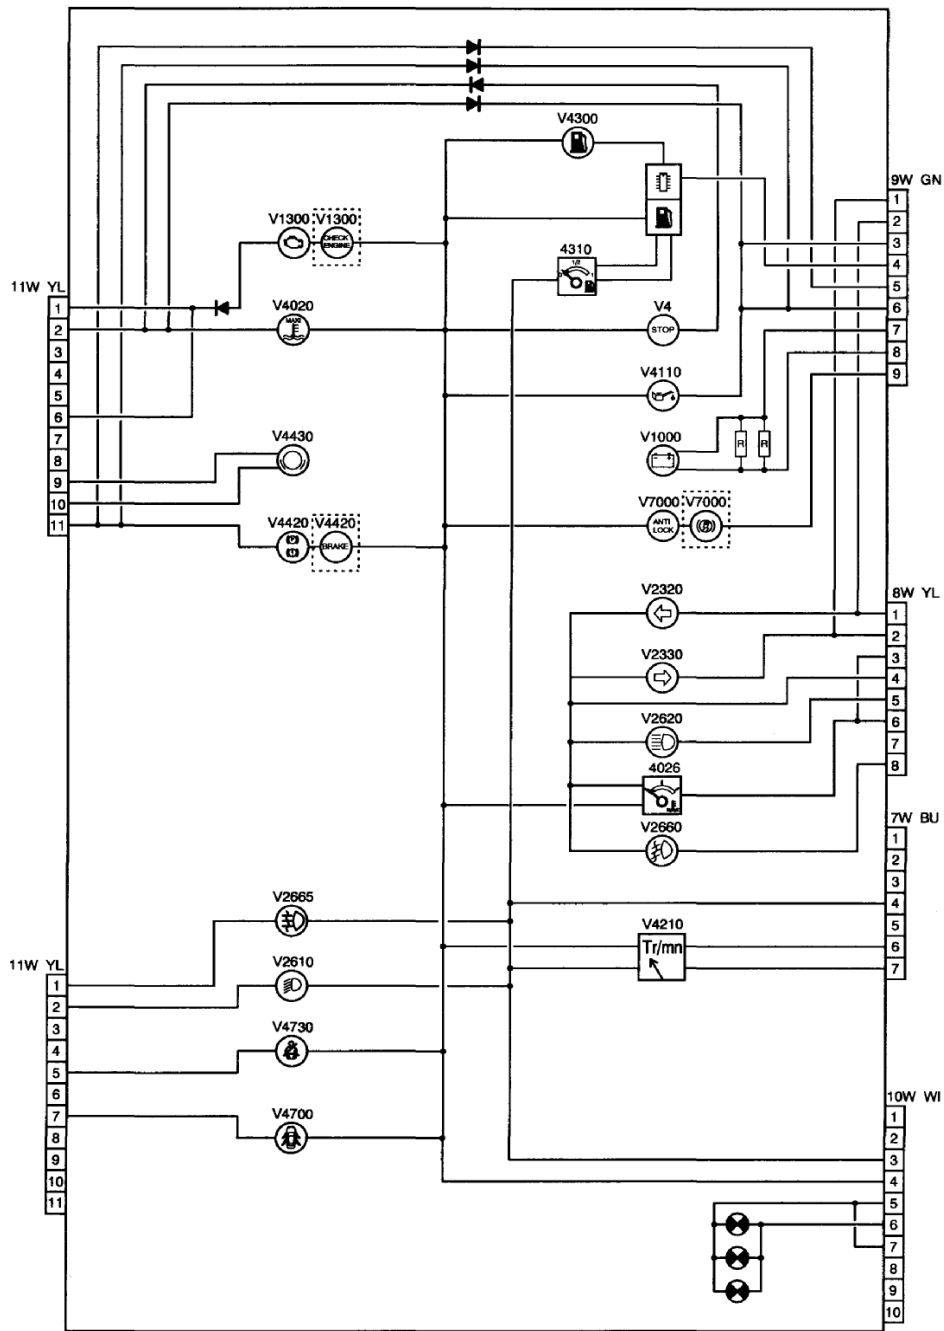 V4300
9W GN
1
2
3
4
5
6
7
8
9
V1300
V1300
CHECK
ENGINE
4310
0
1/2
1
11W YL
1
2
3
4
5
6
7
8
9
10
11
V4020
MAXI
V4
STOP
V4110
V1000
R
R
V4430
V7000
V7000
ANTI
LOCK
V4420
V4420
BRAKE
8W YL
1
2
3
4
5
6
7
8
V2320
V2330
V2620
4026
V2660
7W BU
1
2
3
4
5
6
7
V2665
V4210
Tr/mn
11W YL
1
2
3
4
5
6
7
8
9
10
11
V2610
V4730
V4700
10W WI
1
2
3
4
5
6
7
8
9
10